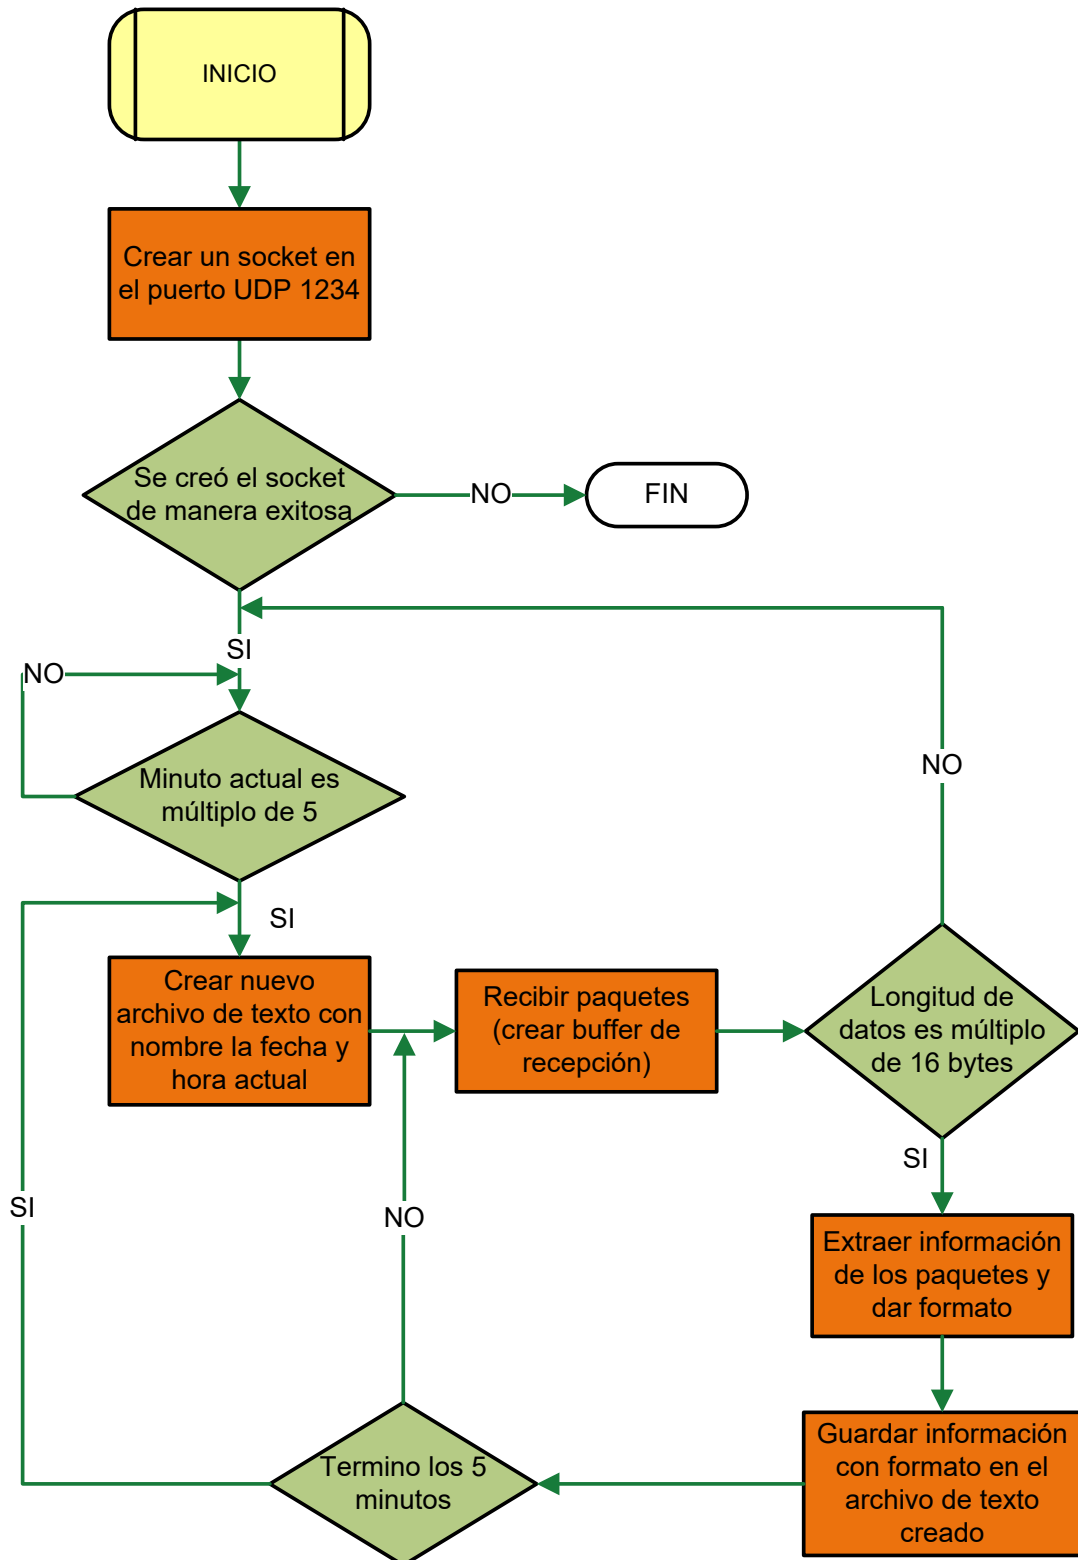 INICIO
Crear un socket en
el puerto UDP 1234
Se creó el socket
de manera exitosa
NO
FIN
SI
NO
Minuto actual es
múltiplo de 5
NO
SI
Crear nuevo
archivo de texto con
nombre la fecha y
hora actual
Recibir paquetes
(crear buffer de
recepción)
Longitud de
datos es múltiplo
de 16 bytes
SI
SI
NO
Extraer información
de los paquetes y
dar formato
Guardar información
con formato en el
archivo de texto
creado
Termino los 5
minutos